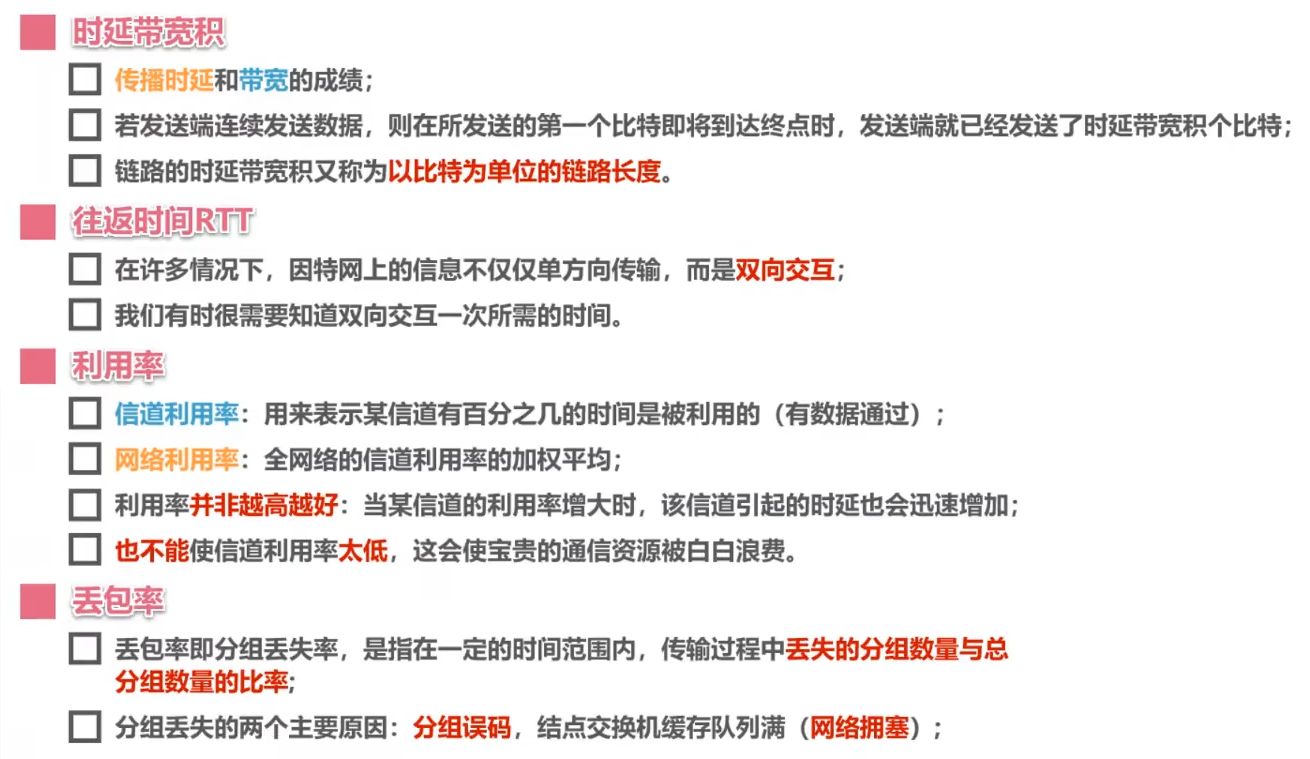 时延带宽积
传播时延和带宽的成绩；
若发送端连续发送数据，则在所发送的第一个比特即将到达终点时，发送端就已经发送了时延带宽积个比特；
链路的时延带宽积又称为以比特为单位的链路长度。
往返时间RTT
在许多情况下，因特网上的信息不仅仅单方向传输，而是双向交互；
我们有时很需要知道双向交互一次所需的时间。
利用率
信道利用率：用来表示某信道有百分之几的时间是被利用的（有数据通过）；
网络利用率：全网络的信道利用率的加权平均；
利用率并非越高越好：当某信道的利用率增大时，该信道引起的时延也会迅速增加；
也不能使信道利用率太低，这会使宝贵的通信资源被白白浪费。
丢包率
丢包率即分组丢失率，是指在一定的时间范围内，传输过程中丢失的分组数量与总
分组数量的比率；
分组丢失的两个主要原因：分组误码，结点交换机缓存队列满（网络拥塞）；